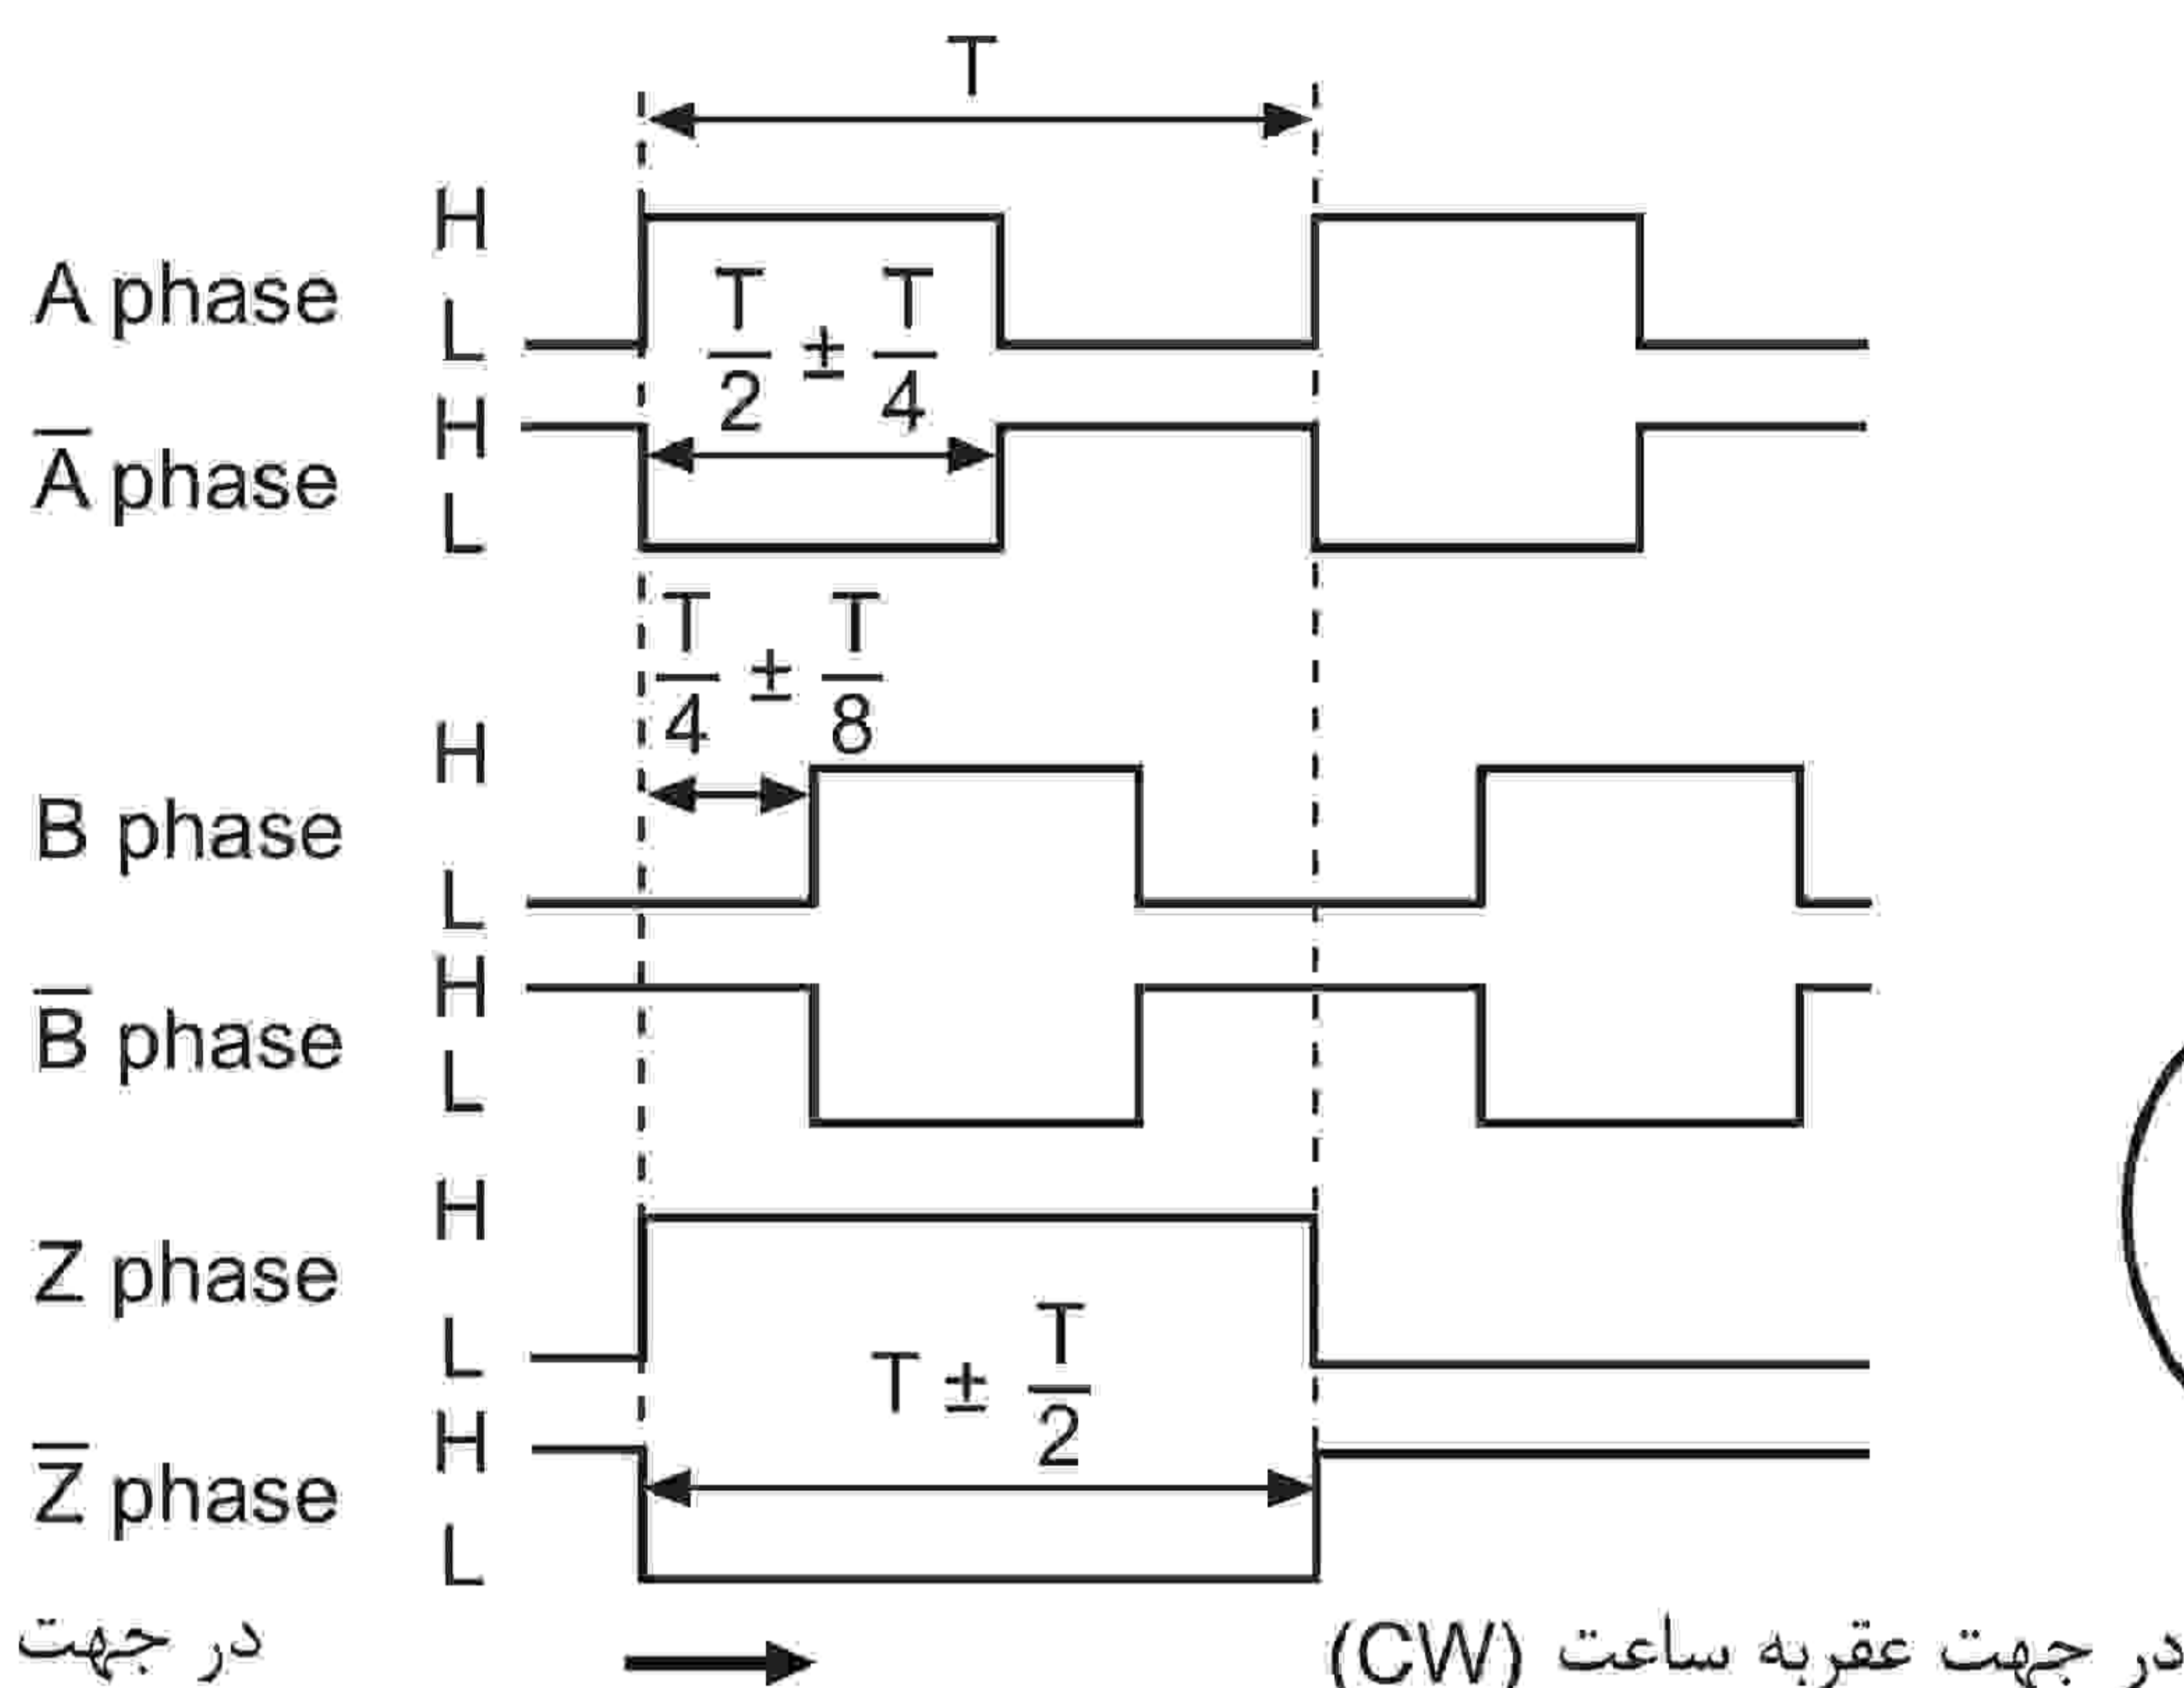 T
H
A phase
L
T/2 ± T/4
H
A̅ phase
L
T/4 ± T/8
H
B phase
L
H
B̅ phase
L
H
Z phase
L
T ± T/2
H
Z̅ phase
L
در جهت
در جهت عقربه ساعت (CW)